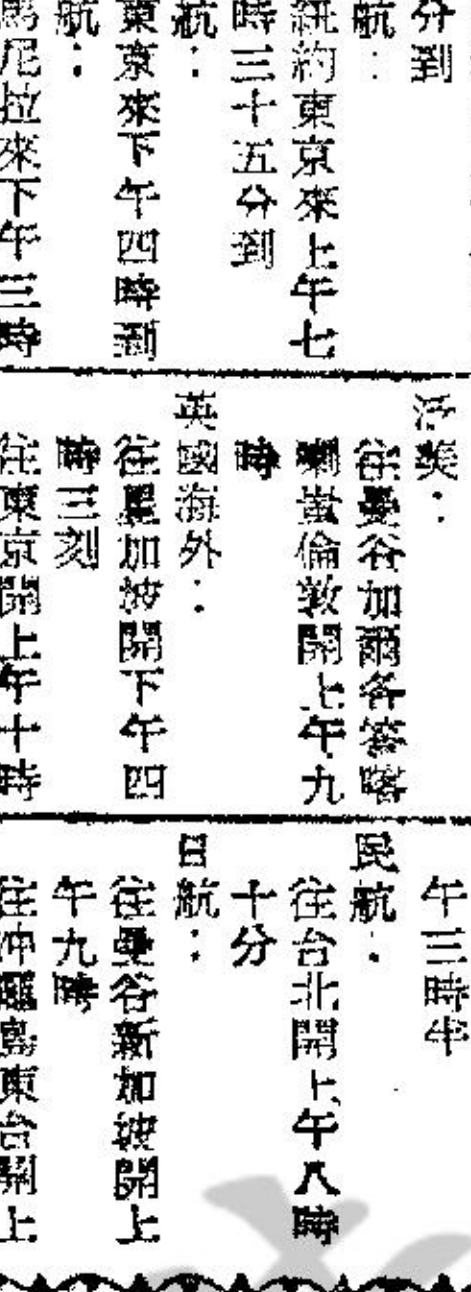 分到
航：
紐約東京來上午七
時三十五分到
航：
東京來下午四時到
航：
馬尼拉來下午三時
泛美：
往曼谷加爾各答喀
喇蚩倫敦開上午九
時
英國海外：
往星加坡開下午四
時三刻
往東京開上午十時
午三時半
民航：
往台北開上午八時
十分
日航：
往曼谷新加坡開上
午九時
往沖繩島東台開上